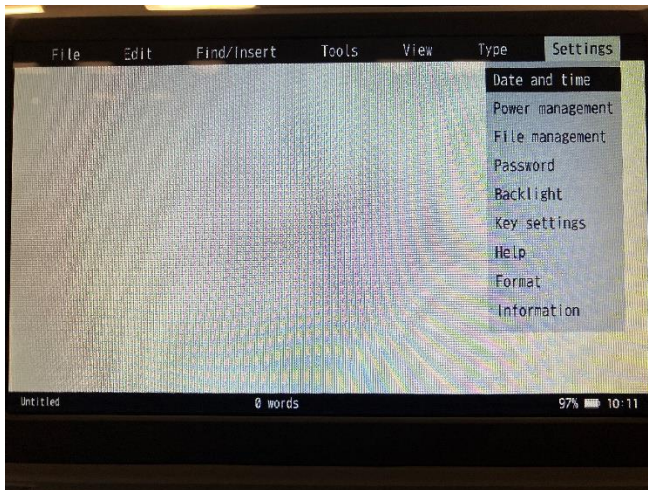 File Edit Find/Insert Tools View Type Settings
Date and time
Power management
File management
Password
Backlight
Key settings
Help
Format
Information
Untitled 0 words 97% 10:11